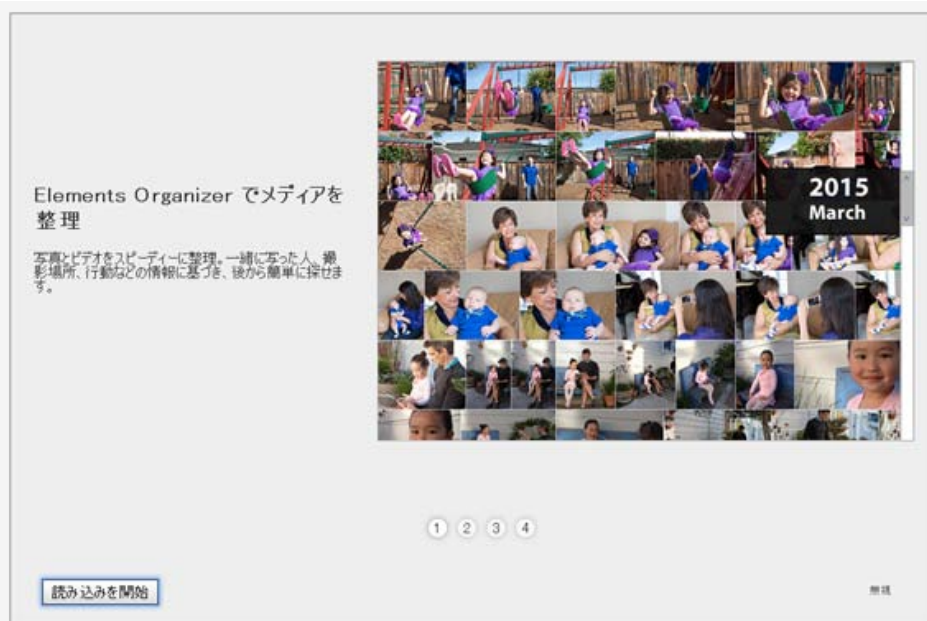 Elements Organizer でメディアを
整理
写真とビデオをスピーディーに整理。一緒に写った人、撮
影場所、行動などの情報に基づき、後から簡単に探せま
す。
2015
March
1 2 3 4
読み込みを開始
無視